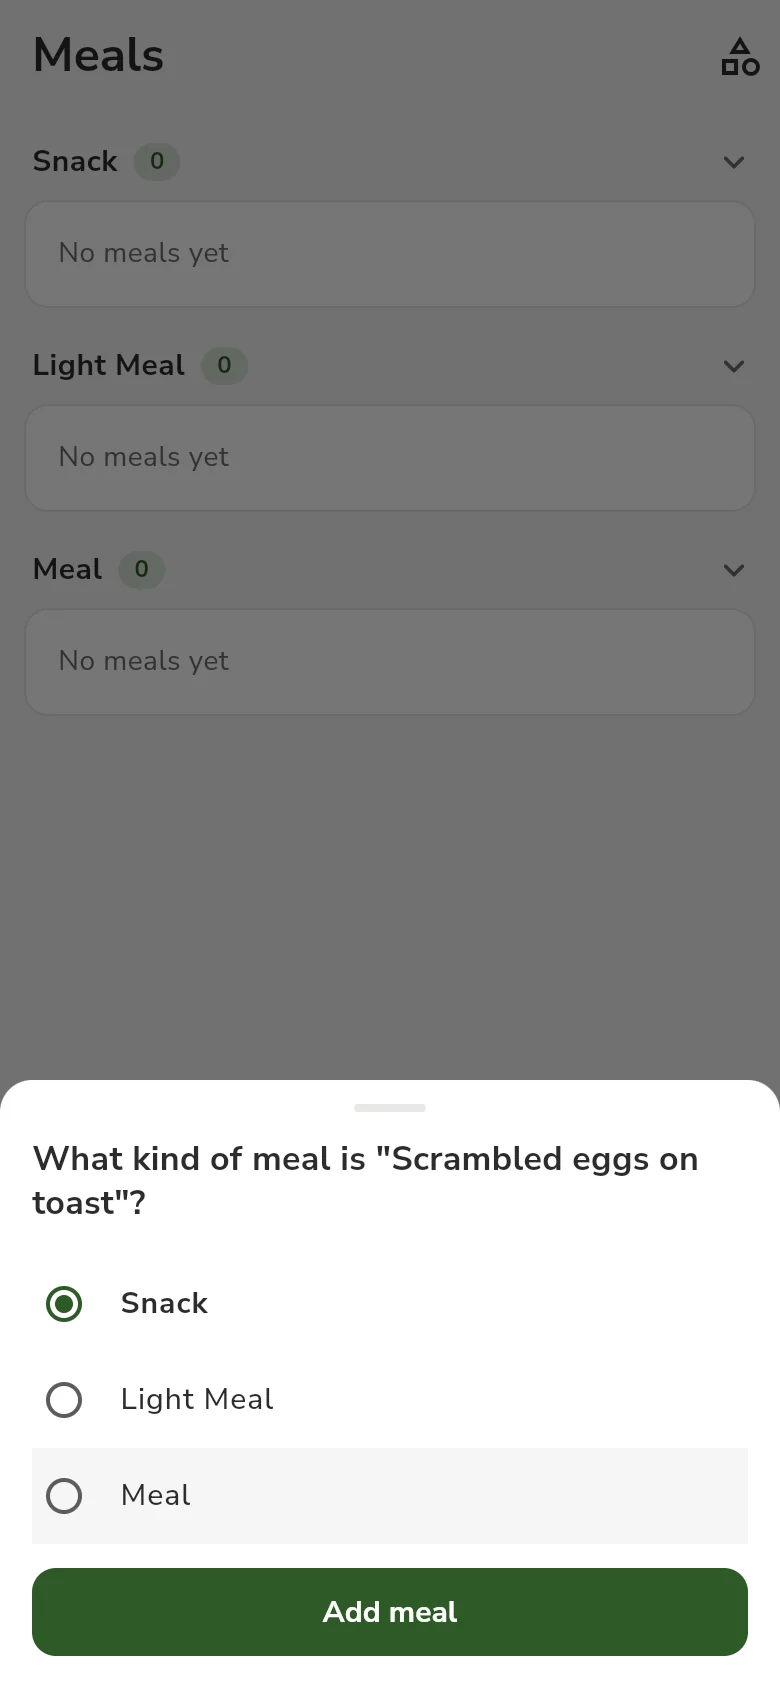 Meals
Snack 0
No meals yet
Light Meal 0
No meals yet
Meal 0
No meals yet
What kind of meal is "Scrambled eggs on
toast"?
Snack
Light Meal
Meal
Add meal